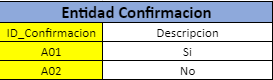 Entidad Confirmacion
ID_Confirmacion Descripcion
A01 Si
A02 No